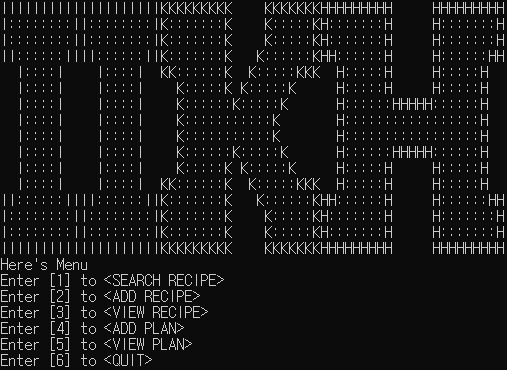 IIKH
Here's Menu
Enter [1] to <SEARCH RECIPE>
Enter [2] to <ADD RECIPE>
Enter [3] to <VIEW RECIPE>
Enter [4] to <ADD PLAN>
Enter [5] to <VIEW PLAN>
Enter [6] to <QUIT>